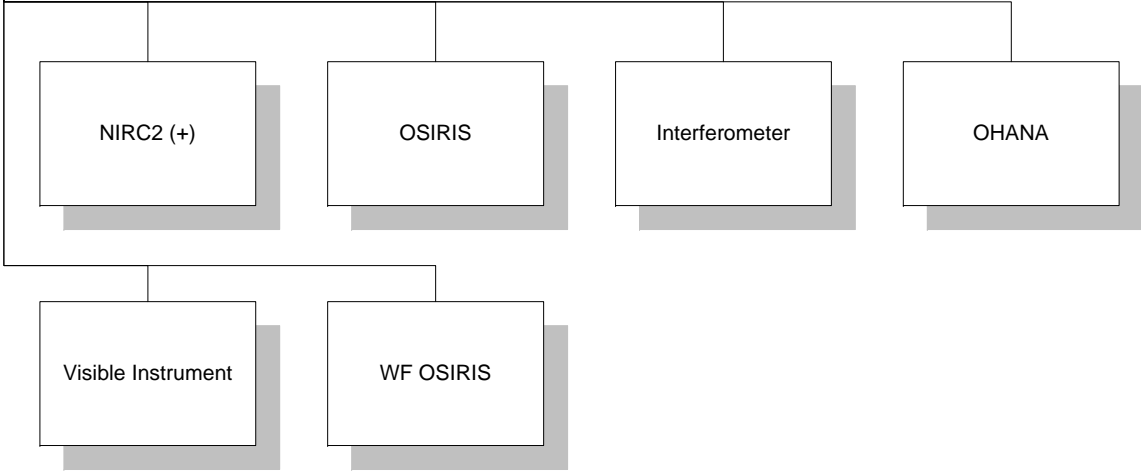 NIRC2 (+)
OSIRIS
Interferometer
OHANA
Visible Instrument
WF OSIRIS